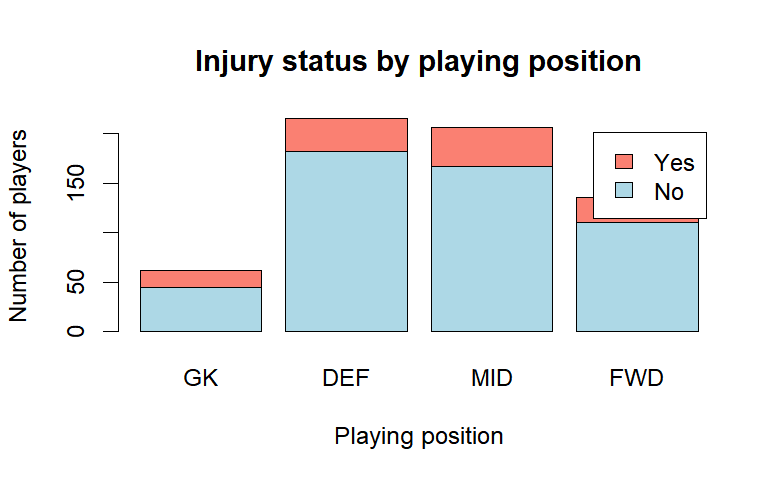 Injury status by playing position
Number of players
150
50
0
Yes
No
GK DEF MID FWD
Playing position